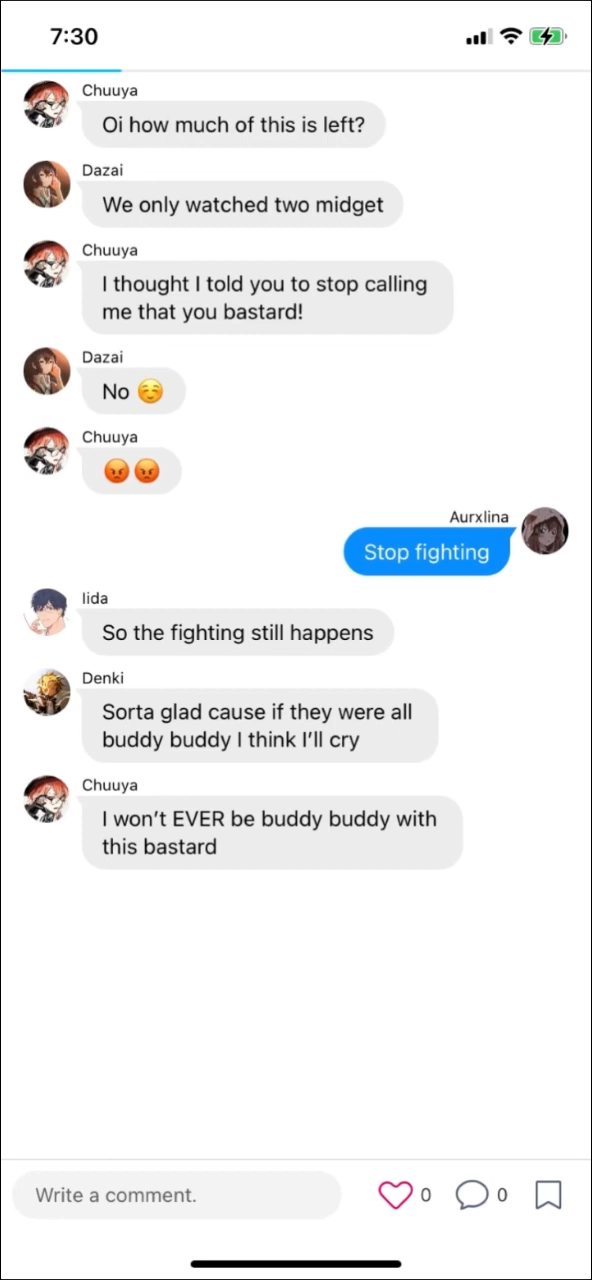 7:30
Chuuya
Oi how much of this is left?
Dazai
We only watched two midget
Chuuya
I thought I told you to stop calling
me that you bastard!
Dazai
No ☺️
Chuuya
😡😡
Aurxlina
Stop fighting
Iida
So the fighting still happens
Denki
Sorta glad cause if they were all
buddy buddy I think I’ll cry
Chuuya
I won’t EVER be buddy buddy with
this bastard
Write a comment.
0
0